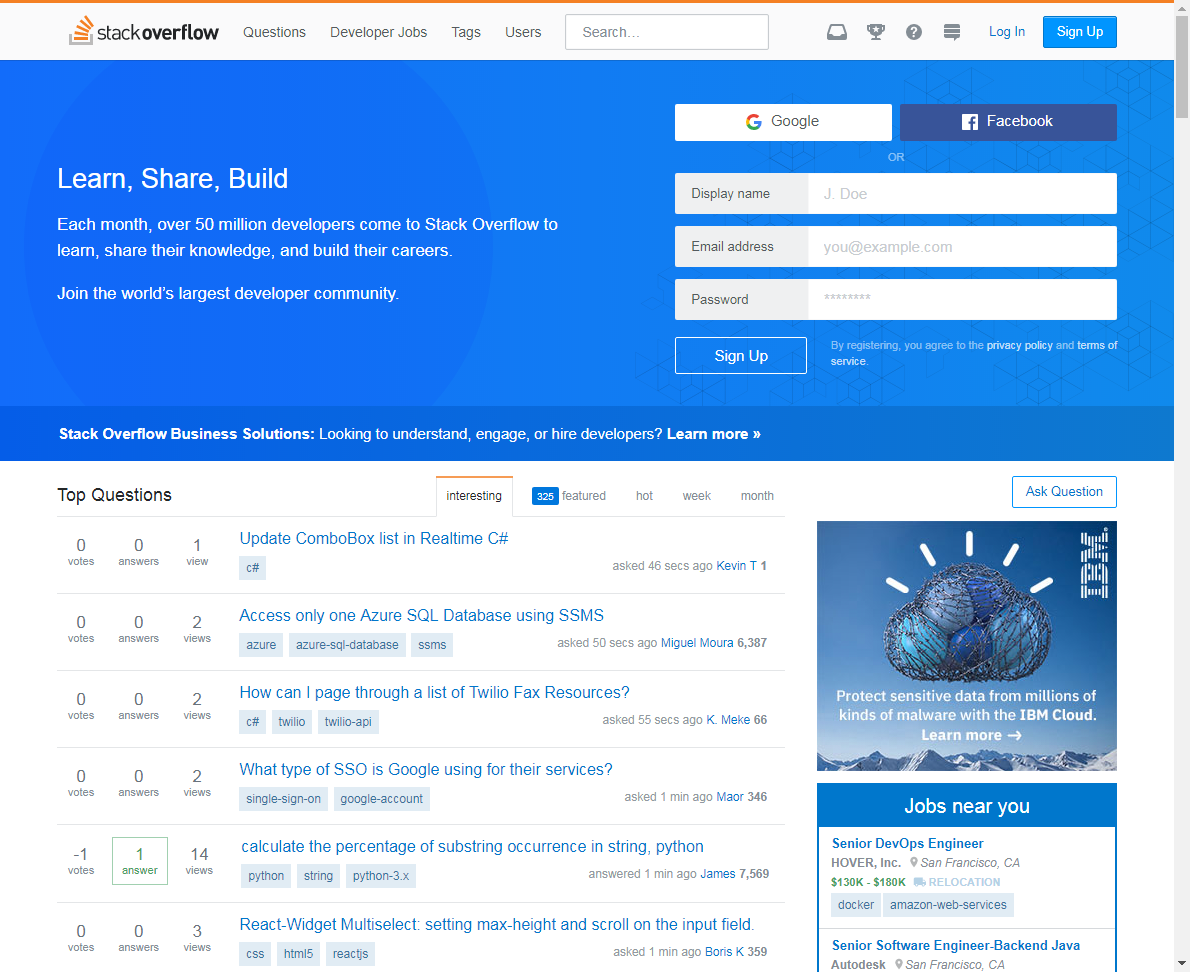 stackoverflow Questions Developer Jobs Tags Users Search... Log In Sign Up
Google Facebook
OR
Learn, Share, Build
Each month, over 50 million developers come to Stack Overflow to
learn, share their knowledge, and build their careers.
Join the world’s largest developer community.
Display name J. Doe
Email address you@example.com
Password ********
Sign Up
By registering, you agree to the privacy policy and terms of
service.
Stack Overflow Business Solutions: Looking to understand, engage, or hire developers? Learn more »
Top Questions interesting 325 featured hot week month
0 votes 0 answers 1 view
Update ComboBox list in Realtime C#
c#
asked 46 secs ago Kevin T 1
0 votes 0 answers 2 views
Access only one Azure SQL Database using SSMS
azure azure-sql-database ssms
asked 50 secs ago Miguel Moura 6,387
0 votes 0 answers 2 views
How can I page through a list of Twilio Fax Resources?
c# twilio twilio-api
asked 55 secs ago K. Meke 66
0 votes 0 answers 2 views
What type of SSO is Google using for their services?
single-sign-on google-account
asked 1 min ago Maor 346
-1 votes 1 answer 14 views
calculate the percentage of substring occurrence in string, python
python string python-3.x
answered 1 min ago James 7,569
0 votes 0 answers 3 views
React-Widget Multiselect: setting max-height and scroll on the input field.
css html5 reactjs
asked 1 min ago Boris K 359
Ask Question
IBM.
Protect sensitive data from millions of
kinds of malware with the IBM Cloud.
Learn more →
Jobs near you
Senior DevOps Engineer
HOVER, Inc. San Francisco, CA
$130K - $180K RELOCATION
docker amazon-web-services
Senior Software Engineer-Backend Java
Autodesk San Francisco, CA